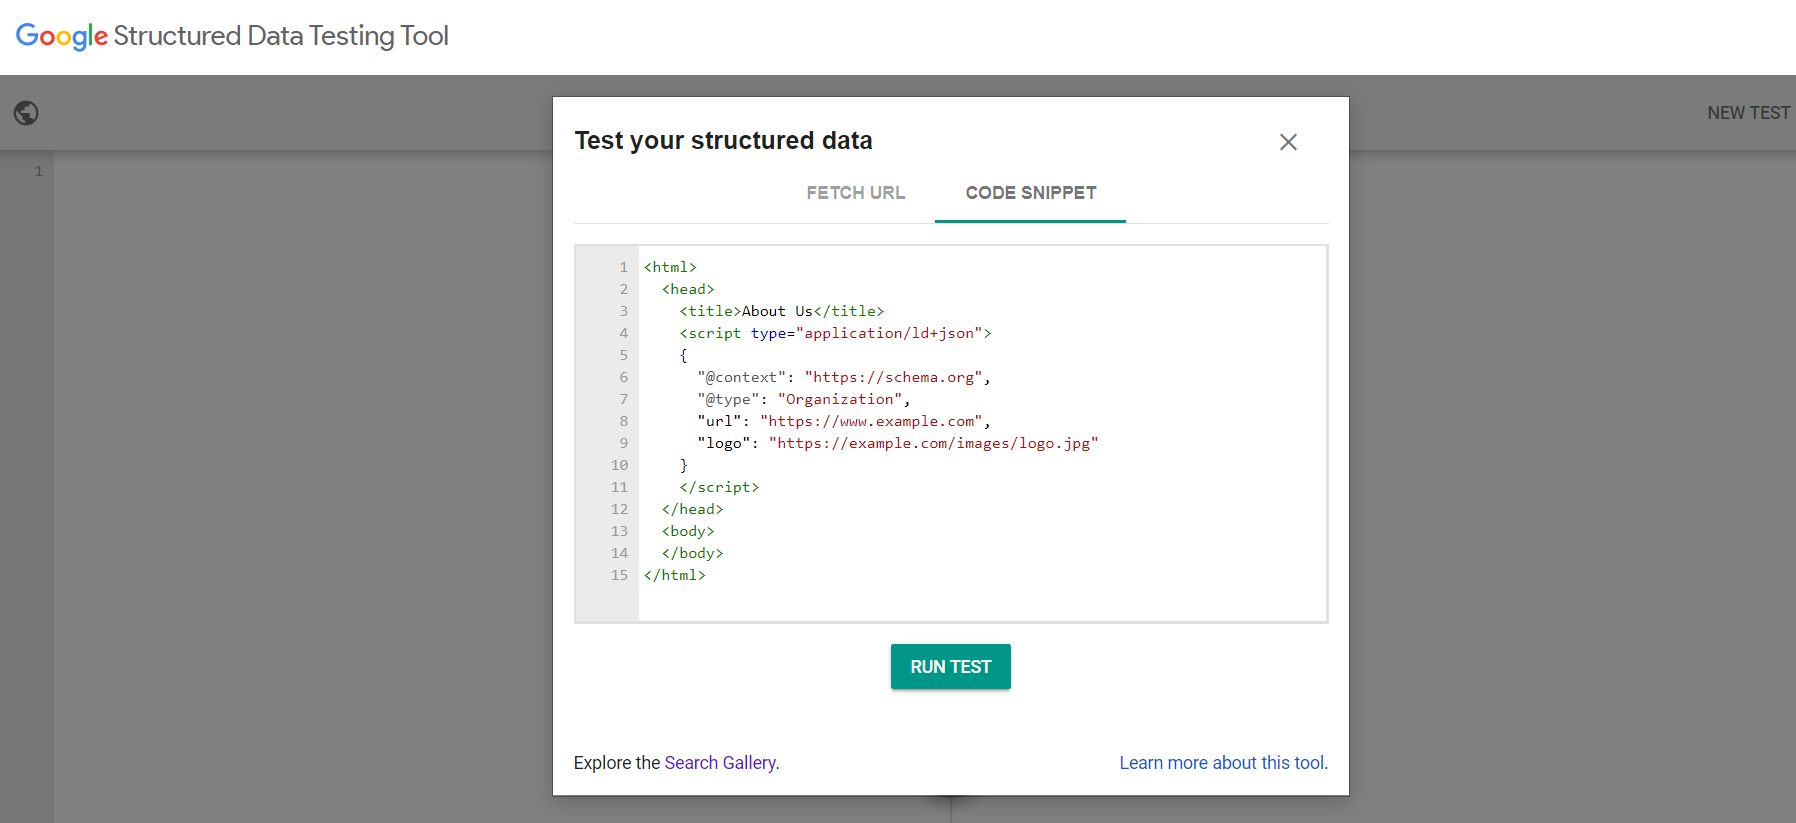 Google Structured Data Testing Tool
NEW TEST
1
Test your structured data
FETCH URL CODE SNIPPET
1 <html>
2 <head>
3 <title>About Us</title>
4 <script type="application/ld+json">
5 {
6 "@context": "https://schema.org",
7 "@type": "Organization",
8 "url": "https://www.example.com",
9 "logo": "https://example.com/images/logo.jpg"
10 }
11 </script>
12 </head>
13 <body>
14 </body>
15 </html>
RUN TEST
Explore the Search Gallery. Learn more about this tool.